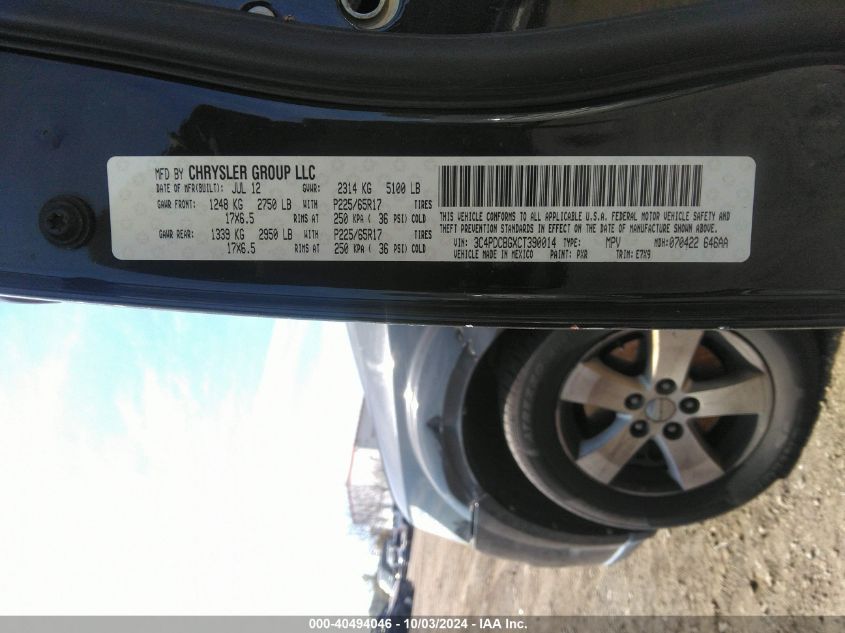 MFD BY CHRYSLER GROUP LLC
DATE OF MFR(BUILT): JUL 12 GVWR: 2314 KG 5100 LB
GAWR FRONT: 1248 KG 2750 LB WITH P225/65R17 TIRES
17X6.5 RIMS AT 250 KPA ( 36 PSI) COLD
GAWR REAR: 1339 KG 2950 LB WITH P225/65R17 TIRES
17X6.5 RIMS AT 250 KPA ( 36 PSI) COLD
THIS VEHICLE CONFORMS TO ALL APPLICABLE U.S.A. FEDERAL MOTOR VEHICLE SAFETY AND
THEFT PREVENTION STANDARDS IN EFFECT ON THE DATE OF MANUFACTURE SHOWN ABOVE.
VIN: 3C4PDCBGXCT390014 TYPE: MPV MDH: 070422 646AA
VEHICLE MADE IN MEXICO PAINT: PXR TRIM: E7X9
000-40494046 - 10/03/2024 - IAA Inc.